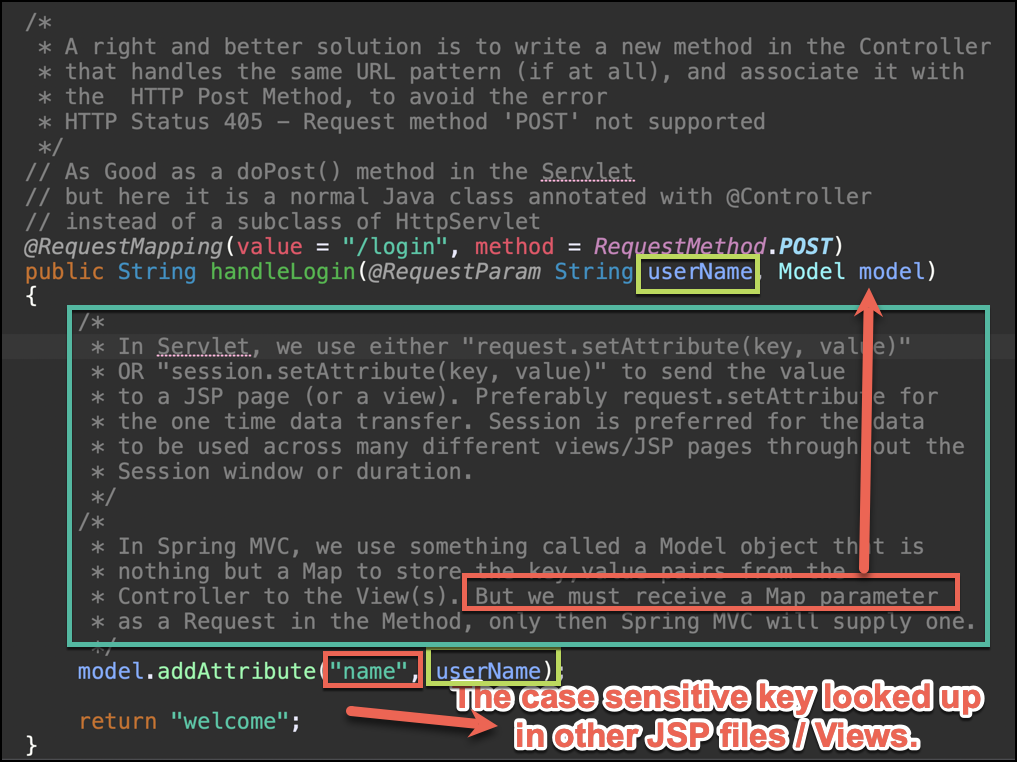 /*
* A right and better solution is to write a new method in the Controller
* that handles the same URL pattern (if at all), and associate it with
* the  HTTP Post Method, to avoid the error
* HTTP Status 405 – Request method 'POST' not supported
*/
// As Good as a doPost() method in the Servlet
// but here it is a normal Java class annotated with @Controller
// instead of a subclass of HttpServlet
@RequestMapping(value = "/login", method = RequestMethod.POST)
public String handleLogin(@RequestParam String userName, Model model)
{
/*
* In Servlet, we use either "request.setAttribute(key, value)"
* OR "session.setAttribute(key, value)" to send the value
* to a JSP page (or a view). Preferably request.setAttribute for
* the one time data transfer. Session is preferred for the data
* to be used across many different views/JSP pages throughout the
* Session window or duration.
*/
/*
* In Spring MVC, we use something called a Model object that is
* nothing but a Map to store the key,value pairs from the
* Controller to the View(s). But we must receive a Map parameter
* as a Request in the Method, only then Spring MVC will supply one.
*/
model.addAttribute("name", userName);
The case sensitive key looked up
return "welcome";
in other JSP files / Views.
}